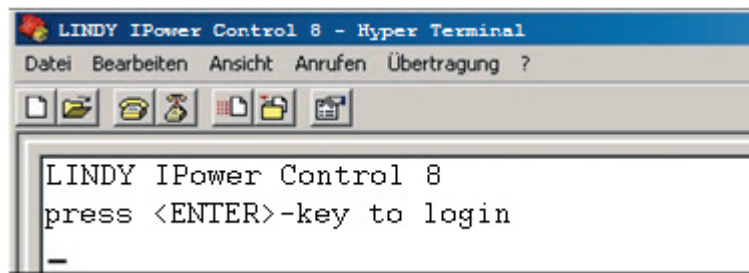 LINDY IPower Control 8 - Hyper Terminal
Datei Bearbeiten Ansicht Anrufen Übertragung ?
LINDY IPower Control 8
press <ENTER>-key to login